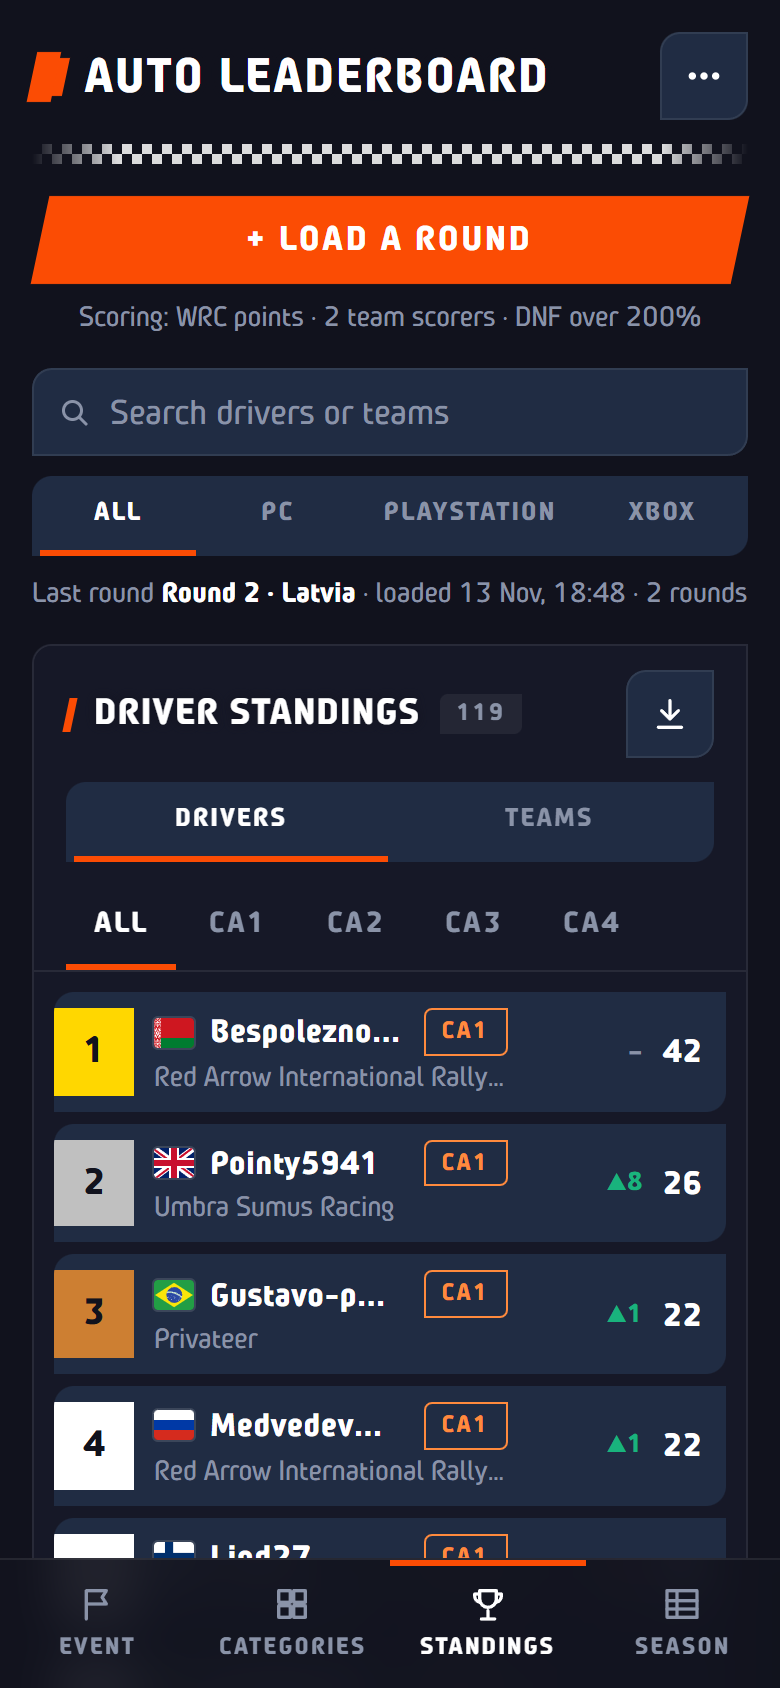 AUTO LEADERBOARD
+ LOAD A ROUND
Scoring: WRC points · 2 team scorers · DNF over 200%
Search drivers or teams
ALL PC PLAYSTATION XBOX
Last round Round 2 · Latvia · loaded 13 Nov, 18:48 · 2 rounds
DRIVER STANDINGS 119
DRIVERS TEAMS
ALL CA1 CA2 CA3 CA4
1 Bespolezno... CA1 – 42
Red Arrow International Rally...
2 Pointy5941 CA1 ▲8 26
Umbra Sumus Racing
3 Gustavo-p... CA1 ▲1 22
Privateer
4 Medvedev... CA1 ▲1 22
Red Arrow International Rally...
Lind27 CA1
EVENT CATEGORIES STANDINGS SEASON